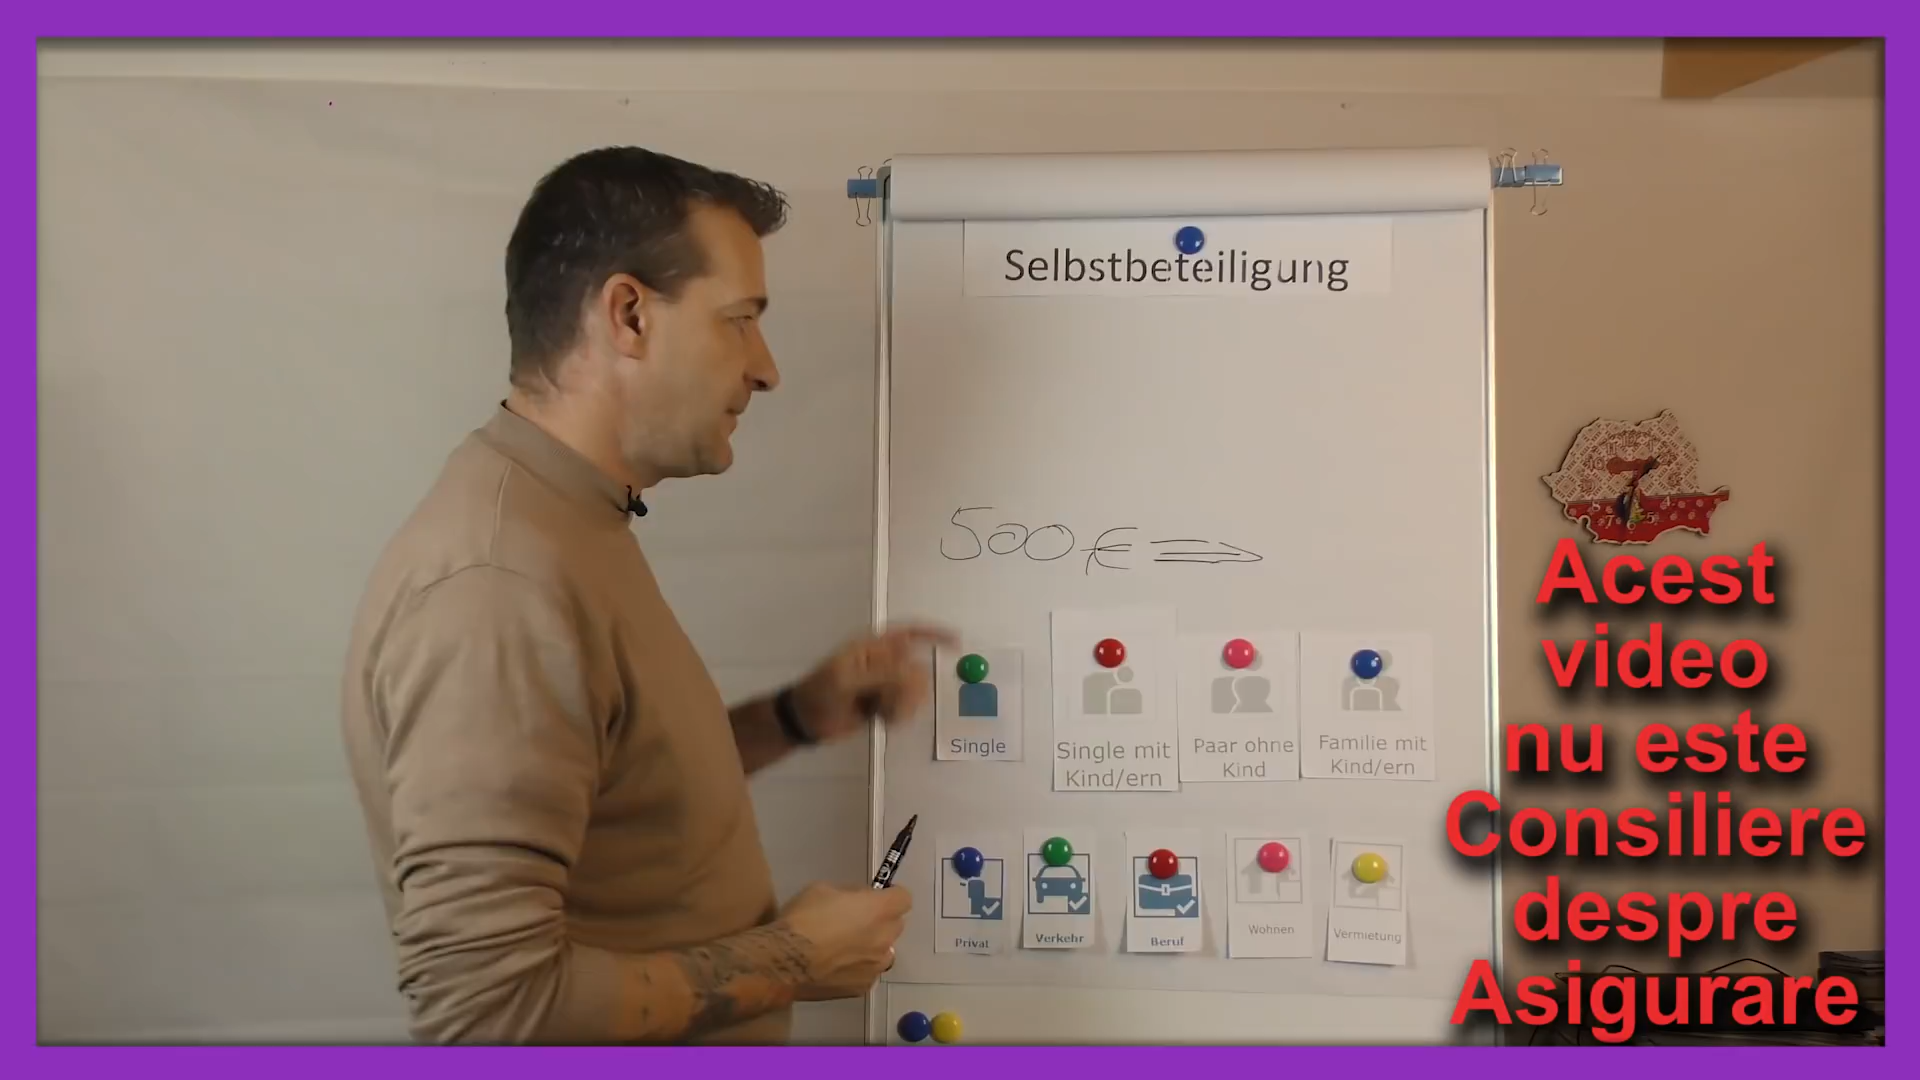 Selbstbeteiligung
500 €
Single
Single mit
Kind/ern
Paar ohne
Kind
Familie mit
Kind/ern
Privat
Verkehr
Beruf
Wohnen
Vermietung
Acest
video
nu este
Consiliere
despre
Asigurare